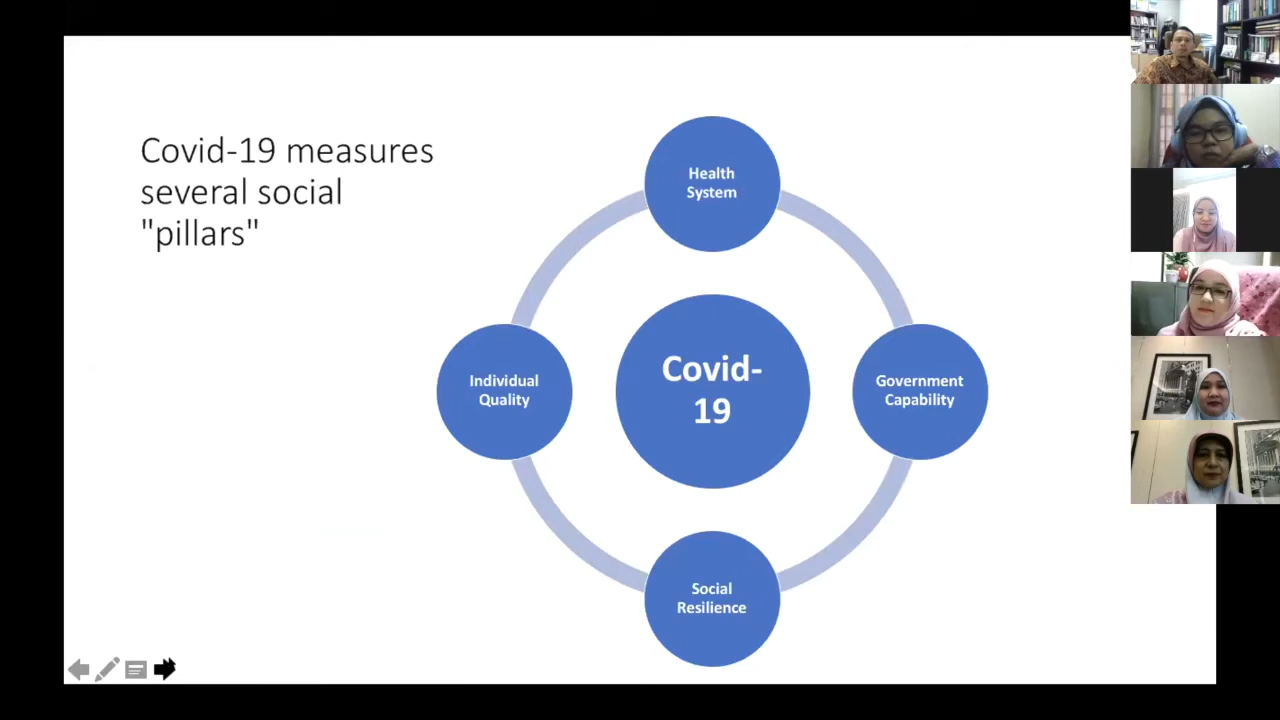 Covid-19 measures
several social
"pillars"
Health
System
Individual
Quality
Covid-
19
Government
Capability
Social
Resilience